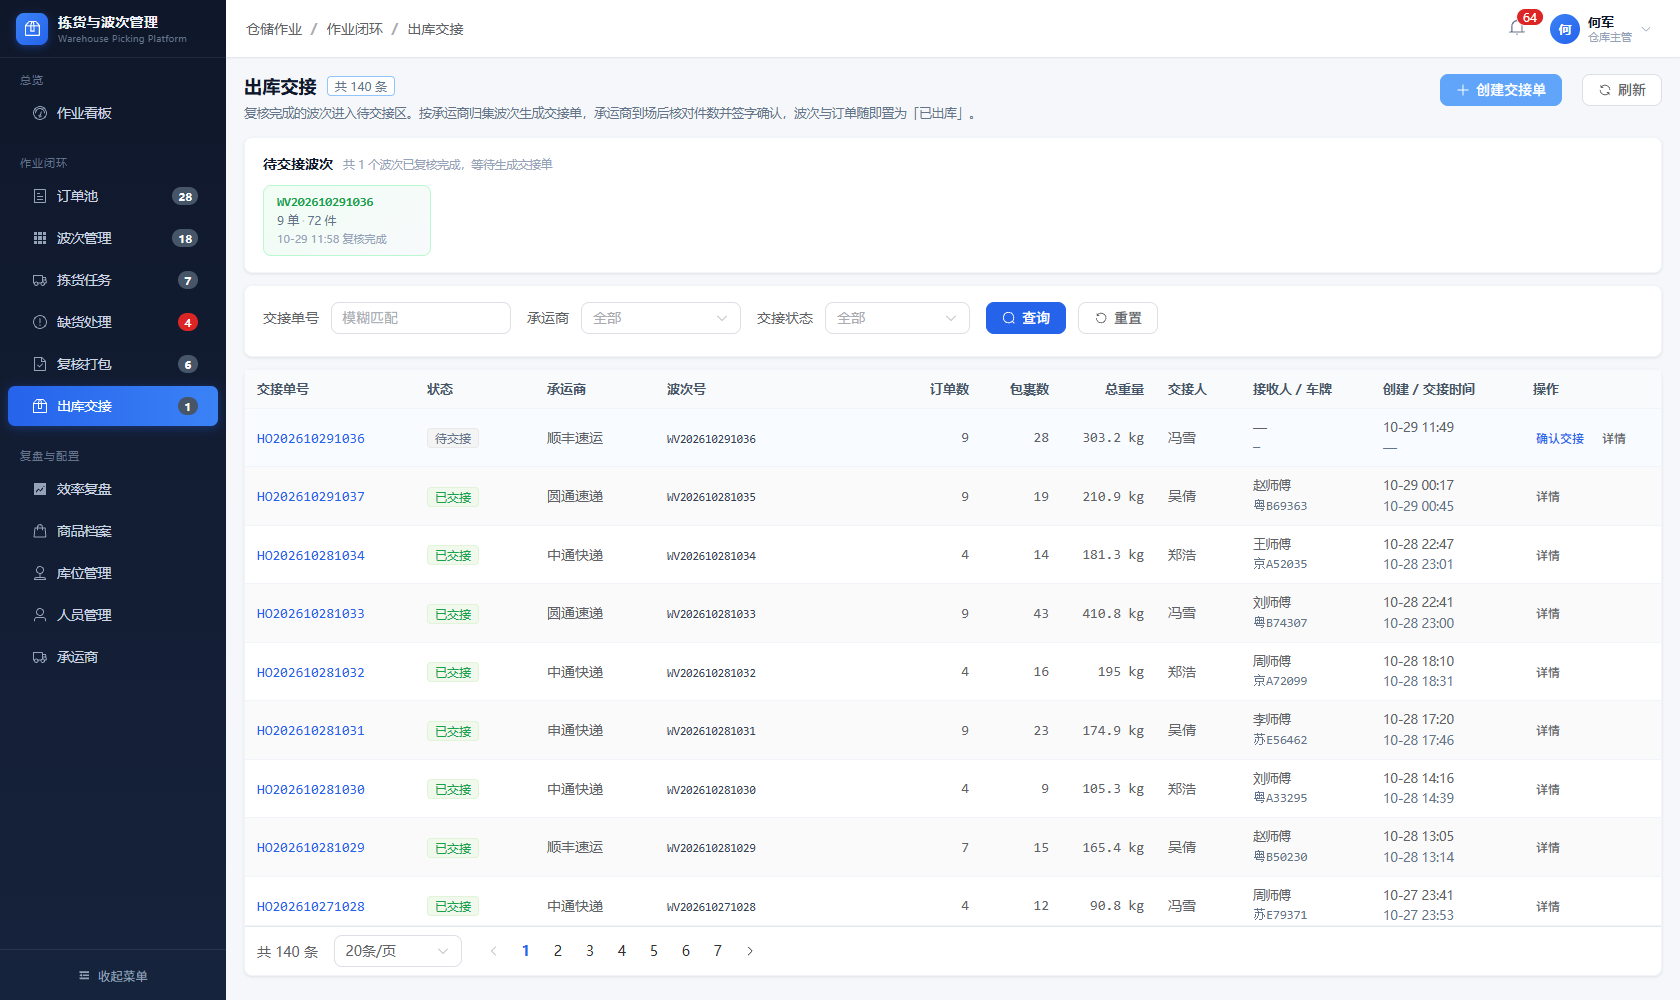 拣货与波次管理
Warehouse Picking Platform
总览
作业看板
作业闭环
订单池 28
波次管理 18
拣货任务 7
缺货处理 4
复核打包 6
出库交接 1
复盘与配置
效率复盘
商品档案
库位管理
人员管理
承运商
收起菜单
仓储作业 / 作业闭环 / 出库交接
64
何
何军
仓库主管
出库交接 共 140 条
复核完成的波次进入待交接区。按承运商归集波次生成交接单，承运商到场后核对件数并签字确认，波次与订单随即置为「已出库」。
创建交接单
刷新
待交接波次 共 1 个波次已复核完成，等待生成交接单
WV202610291036
9 单 · 72 件
10-29 11:58 复核完成
交接单号 模糊匹配 承运商 全部 交接状态 全部 查询 重置
交接单号 状态 承运商 波次号 订单数 包裹数 总重量 交接人 接收人 / 车牌 创建 / 交接时间 操作
HO202610291036 待交接 顺丰速运 WV202610291036 9 28 303.2 kg 冯雪 — 10-29 11:49 确认交接 详情
– —
HO202610291037 已交接 圆通速递 WV202610281035 9 19 210.9 kg 吴倩 赵师傅 10-29 00:17 详情
粤B69363 10-29 00:45
HO202610281034 已交接 中通快递 WV202610281034 4 14 181.3 kg 郑浩 王师傅 10-28 22:47 详情
京A52035 10-28 23:01
HO202610281033 已交接 圆通速递 WV202610281033 9 43 410.8 kg 冯雪 刘师傅 10-28 22:41 详情
粤B74307 10-28 23:00
HO202610281032 已交接 中通快递 WV202610281032 4 16 195 kg 郑浩 周师傅 10-28 18:10 详情
京A72099 10-28 18:31
HO202610281031 已交接 申通快递 WV202610281031 9 23 174.9 kg 吴倩 李师傅 10-28 17:20 详情
苏E56462 10-28 17:46
HO202610281030 已交接 中通快递 WV202610281030 4 9 105.3 kg 郑浩 刘师傅 10-28 14:16 详情
粤A33295 10-28 14:39
HO202610281029 已交接 顺丰速运 WV202610281029 7 15 165.4 kg 吴倩 赵师傅 10-28 13:05 详情
粤B50230 10-28 13:14
HO202610271028 已交接 中通快递 WV202610271028 4 12 90.8 kg 冯雪 周师傅 10-27 23:41 详情
苏E79371 10-27 23:53
共 140 条 20条/页 1 2 3 4 5 6 7